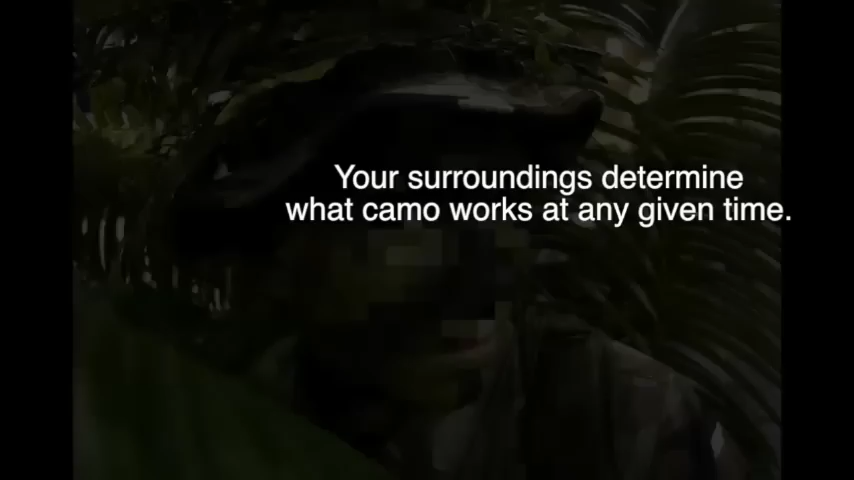 Your surroundings determine
what camo works at any given time.